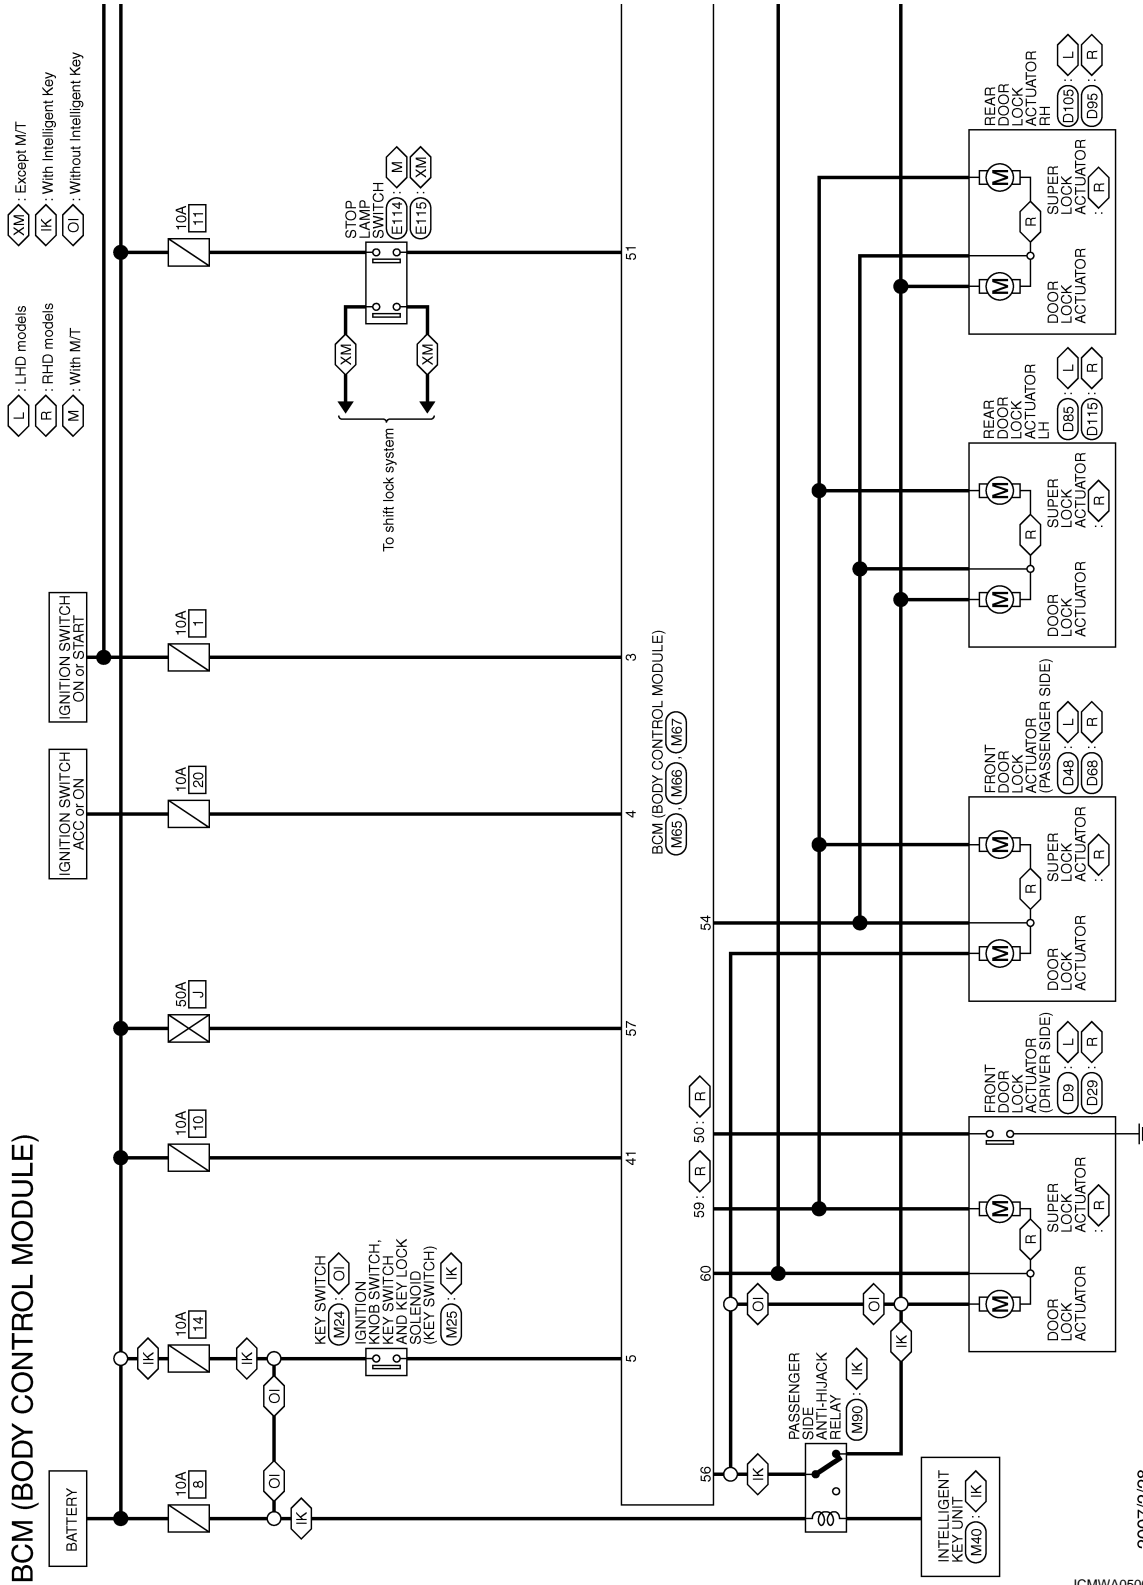 BCM (BODY CONTROL MODULE)
L : LHD models
R : RHD models
M : With M/T
XM : Except M/T
IK : With Intelligent Key
OI : Without Intelligent Key
BATTERY
IGNITION SWITCH
ACC or ON
IGNITION SWITCH
ON or START
10A
8
10A
14
10A
10
50A
J
10A
20
10A
1
10A
11
IK
IK
OI
OI
IK
KEY SWITCH
M24 : OI
IGNITION
KNOB SWITCH,
KEY SWITCH
AND KEY LOCK
SOLENOID
(KEY SWITCH)
M25 : IK
STOP
LAMP
SWITCH
E114 : M
E115 : XM
XM
XM
To shift lock system
5
41
57
4
3
51
BCM (BODY CONTROL MODULE)
M65 , M66 , M67
56
60
59 : R
50 : R
54
IK
OI
OI
IK
PASSENGER
SIDE
ANTI-HIJACK
RELAY
M90 : IK
INTELLIGENT
KEY UNIT
M40 : IK
M
R
M
DOOR
LOCK
ACTUATOR
SUPER
LOCK
ACTUATOR
: R
FRONT
DOOR
LOCK
ACTUATOR
(DRIVER SIDE)
D9 : L
D29 : R
M
R
M
DOOR
LOCK
ACTUATOR
SUPER
LOCK
ACTUATOR
: R
FRONT
DOOR
LOCK
ACTUATOR
(PASSENGER SIDE)
D48 : L
D68 : R
M
R
M
DOOR
LOCK
ACTUATOR
SUPER
LOCK
ACTUATOR
: R
REAR
DOOR
LOCK
ACTUATOR
LH
D85 : L
D115 : R
M
R
M
DOOR
LOCK
ACTUATOR
SUPER
LOCK
ACTUATOR
: R
REAR
DOOR
LOCK
ACTUATOR
RH
D105 : L
D95 : R